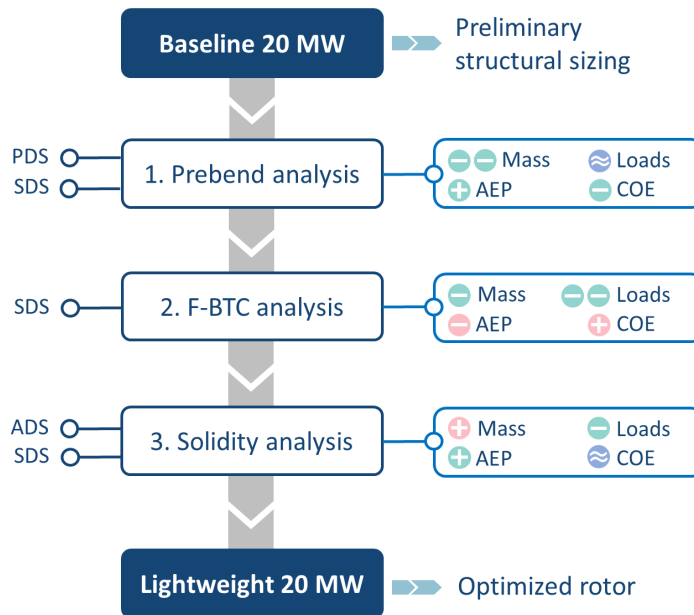 Baseline 20 MW
Preliminary
structural sizing
PDS
SDS
1. Prebend analysis
Mass
Loads
AEP
COE
SDS
2. F-BTC analysis
Mass
Loads
AEP
COE
ADS
SDS
3. Solidity analysis
Mass
Loads
AEP
COE
Lightweight 20 MW
Optimized rotor